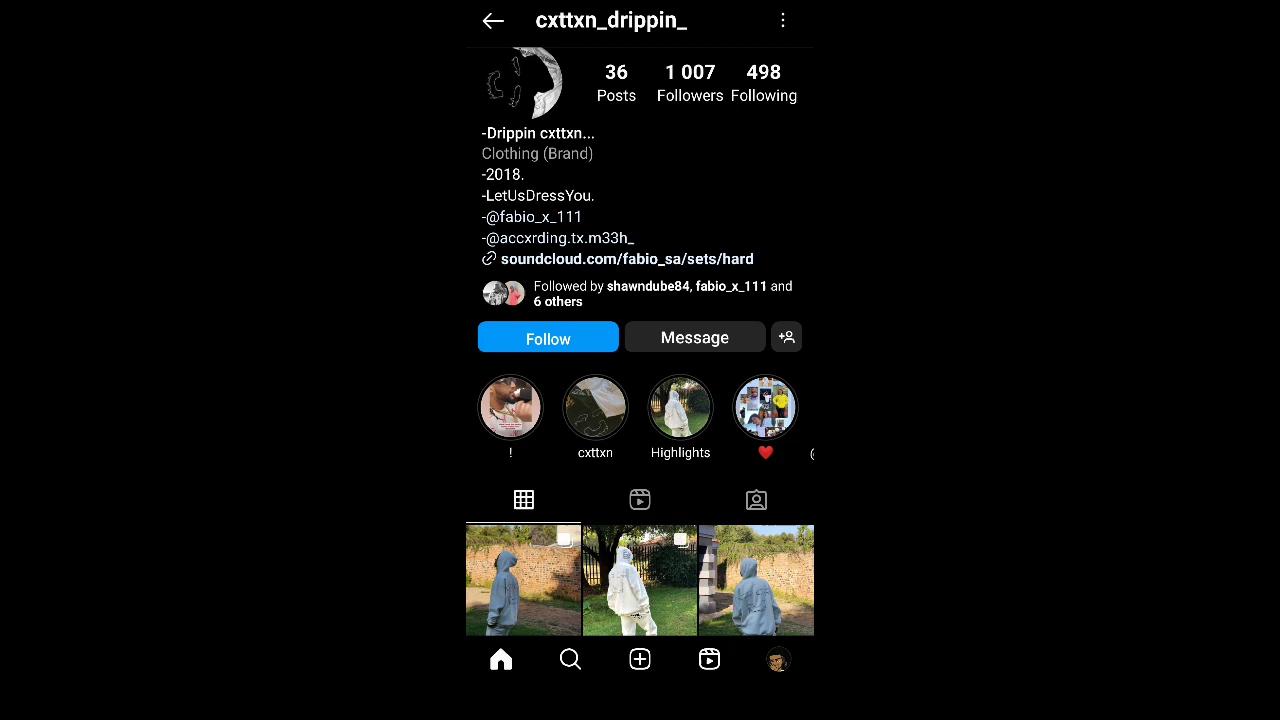 cxttxn_drippin_
36 1 007 498
Posts Followers Following
-Drippin cxttxn...
Clothing (Brand)
-2018.
-LetUsDressYou.
-@fabio_x_111
-@accxrding.tx.m33h_
soundcloud.com/fabio_sa/sets/hard
Followed by shawndube84, fabio_x_111 and
6 others
Follow Message
! cxttxn Highlights ❤️